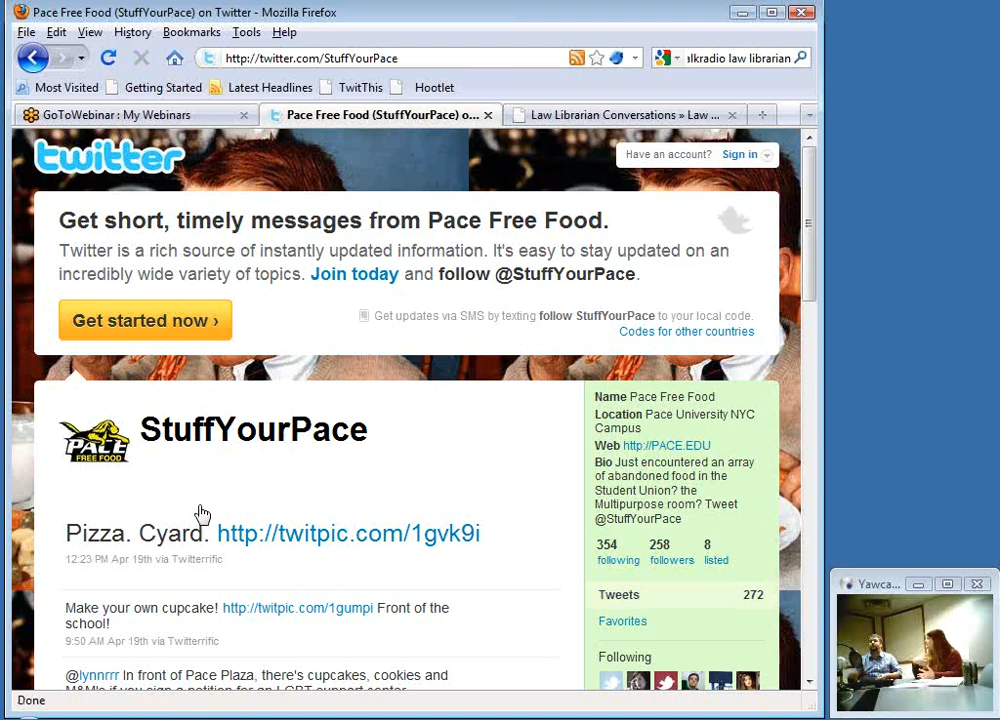 Pace Free Food (StuffYourPace) on Twitter - Mozilla Firefox
File Edit View History Bookmarks Tools Help
http://twitter.com/StuffYourPace
alkradio law librarian
Most Visited Getting Started Latest Headlines TwitThis Hootlet
GoToWebinar : My Webinars
Pace Free Food (StuffYourPace) o...
Law Librarian Conversations » Law ...
twitter
Have an account? Sign in
Get short, timely messages from Pace Free Food.
Twitter is a rich source of instantly updated information. It's easy to stay updated on an
incredibly wide variety of topics. Join today and follow @StuffYourPace.
Get started now ›
Get updates via SMS by texting follow StuffYourPace to your local code.
Codes for other countries
PACE
FREE FOOD
StuffYourPace
Pizza. Cyard. http://twitpic.com/1gvk9i
12:23 PM Apr 19th via Twitterrific
Make your own cupcake! http://twitpic.com/1gumpi Front of the
school!
9:50 AM Apr 19th via Twitterrific
@lynnrrr In front of Pace Plaza, there's cupcakes, cookies and
M&M's if you sign a petition for an LGBT support center
Name Pace Free Food
Location Pace University NYC
Campus
Web http://PACE.EDU
Bio Just encountered an array
of abandoned food in the
Student Union? the
Multipurpose room? Tweet
@StuffYourPace
354 258 8
following followers listed
Tweets 272
Favorites
Following
Done
Yawca...